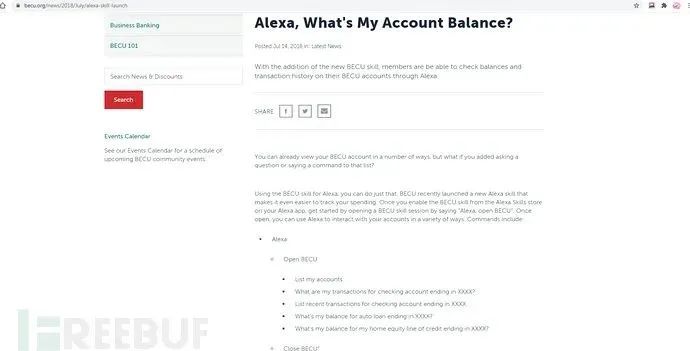 becu.org/news/2018/July/alexa-skill-launch
Business Banking
BECU 101
Search News & Discounts
Search
Events Calendar
See our Events Calendar for a schedule of
upcoming BECU community events.
Alexa, What's My Account Balance?
Posted Jul 14, 2018 in: Latest News
With the addition of the new BECU skill, members are be able to check balances and
transaction history on their BECU accounts through Alexa.
SHARE
You can already view your BECU account in a number of ways, but what if you added asking a
question or saying a command to that list?
Using the BECU skill for Alexa, you can do just that. BECU recently launched a new Alexa skill that
makes it even easier to track your spending. Once you enable the BECU skill from the Alexa Skills store
on your Alexa app, get started by opening a BECU skill session by saying "Alexa, open BECU". Once
open, you can use Alexa to interact with your accounts in a variety of ways. Commands include:
Alexa
Open BECU
List my accounts
What are my transactions for checking account ending in XXXX?
List recent transactions for checking account ending in XXXX
What's my balance for auto loan ending in XXXX?
What's my balance for my home equity line of credit ending in XXXX?
Close BECU!
FREEBUF